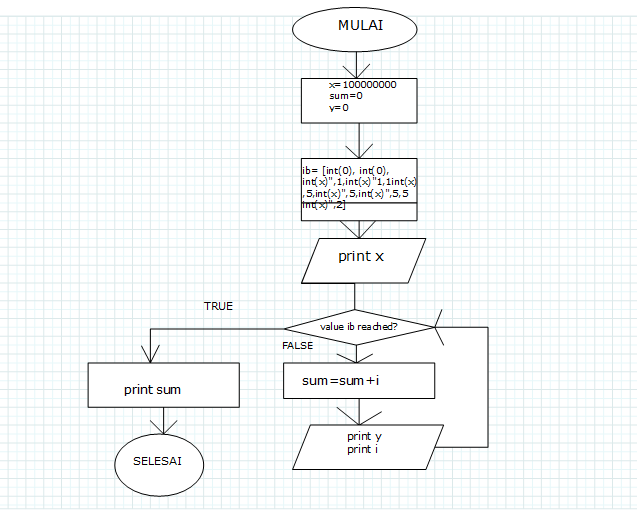 MULAI
x=100000000
sum=0
y=0
ib= [int(0), int(0),
int(x)",1,int(x)"1,1int(x)
,5,int(x)",5,int(x)",5,5
int(x)",2]
print x
TRUE
value ib reached?
FALSE
print sum
sum=sum+i
print y
print i
SELESAI